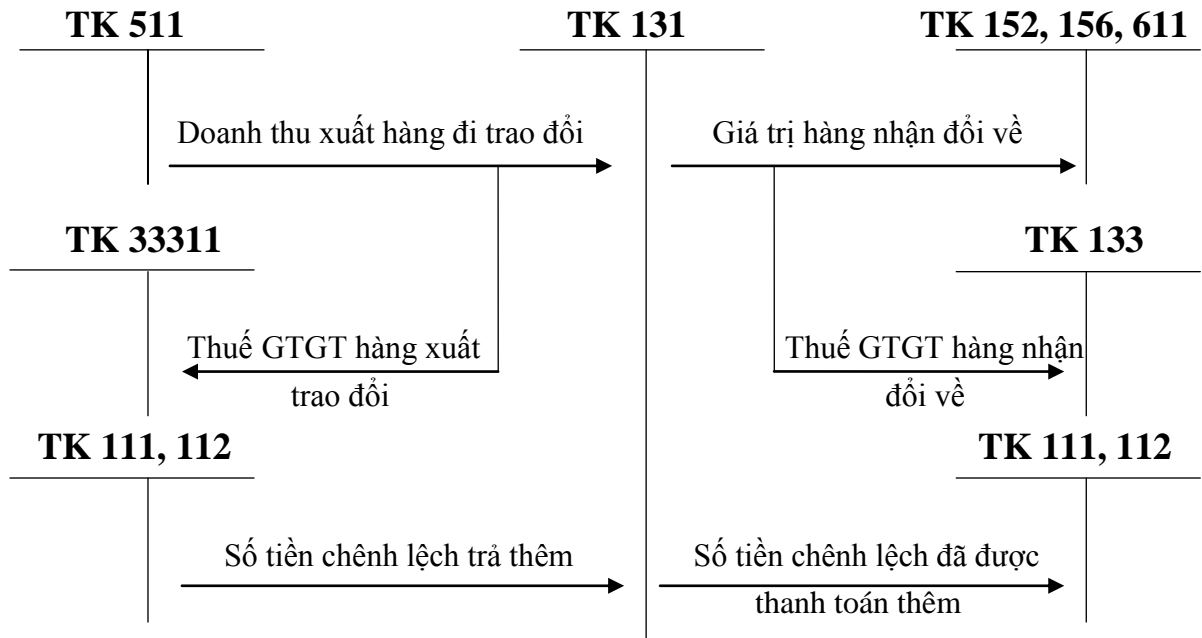 TK 511
TK 131
TK 152, 156, 611
Doanh thu xuất hàng đi trao đổi
Giá trị hàng nhận đổi về
TK 33311
TK 133
Thuế GTGT hàng xuất
trao đổi
Thuế GTGT hàng nhận
đổi về
TK 111, 112
TK 111, 112
Số tiền chênh lệch trả thêm
Số tiền chênh lệch đã được
thanh toán thêm